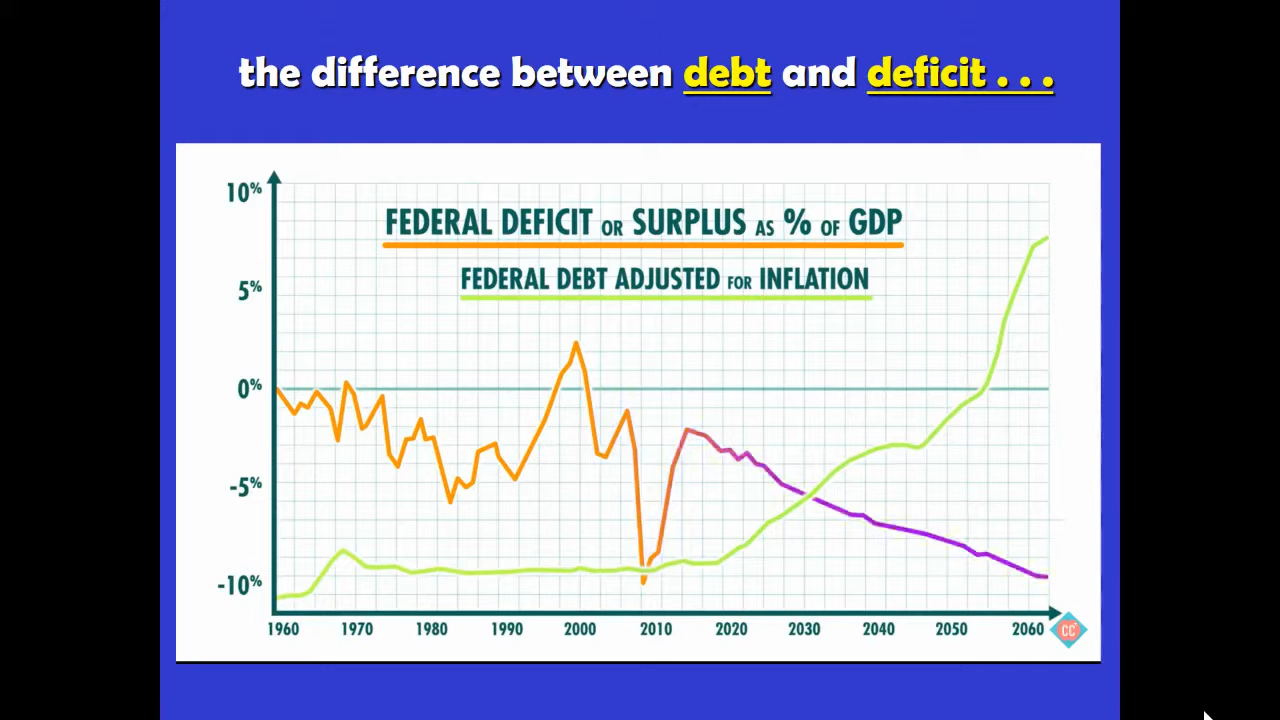 the difference between debt and deficit . . .
10%
FEDERAL DEFICIT OR SURPLUS AS % OF GDP
FEDERAL DEBT ADJUSTED FOR INFLATION
5%
0%
-5%
-10%
1960 1970 1980 1990 2000 2010 2020 2030 2040 2050 2060
CC